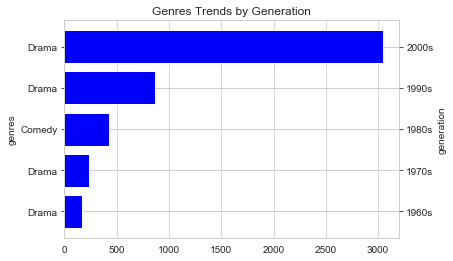 Genres Trends by Generation
Drama
Drama
Comedy
Drama
Drama
genres
2000s
1990s
1980s
1970s
1960s
generation
0 500 1000 1500 2000 2500 3000